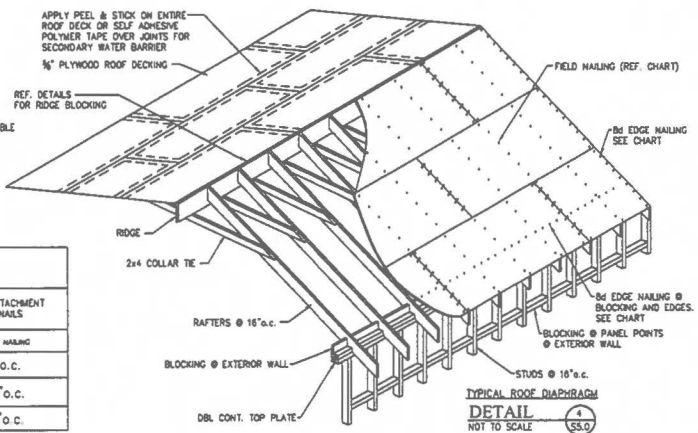 APPLY PEEL & STICK ON ENTIRE
ROOF DECK OR SELF ADHESIVE
POLYMER TAPE OVER JOINTS FOR
SECONDARY WATER BARRIER
PLYWOOD ROOF DECKING
REF. DETAILS
FOR RIDGE BLOCKING
BLE
RIDGE
2x4 COLLAR TIE
RAFTERS @ 16"o.c.
BLOCKING @ EXTERIOR WALL
DBL CONT. TOP PLATE
FIELD NAILING (REF. CHART)
8d EDGE NAILING
SEE CHART
8d EDGE NAILING @
BLOCKING AND EDGES.
SEE CHART
BLOCKING @ PANEL POINTS
@ EXTERIOR WALL
STUDS @ 16"o.c.
TACHMENT
NAILS
NAILING
o.c.
"o.c.
"o.c.
TYPICAL ROOF DIAPHRAGM
DETAIL 4
NOT TO SCALE S5.0